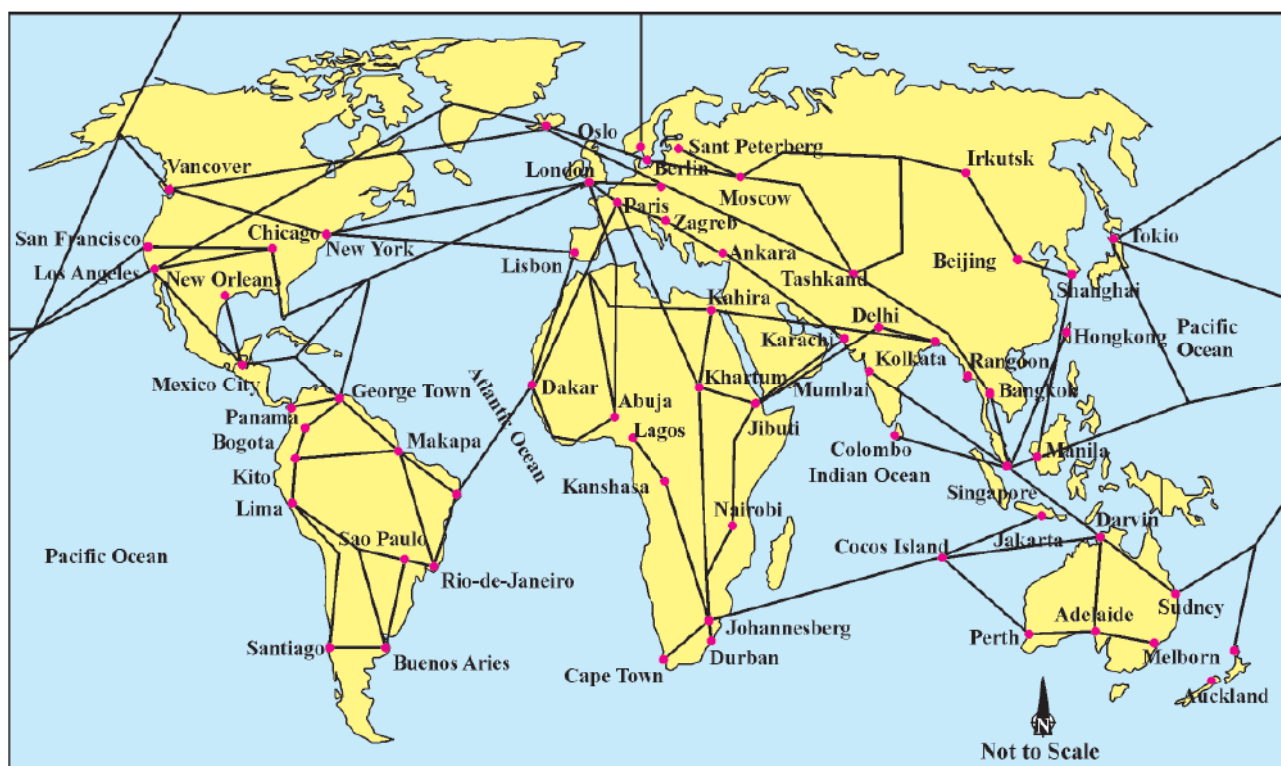 Oslo
Sant Peterberg
Vancover
London
Berlin
Irkutsk
Moscow
Paris
Zagreb
San Francisco
Chicago
New York
Tokio
Los Angeles
New Orleans
Lisbon
Ankara
Beijing
Tashkand
Shanghai
Kahira
Delhi
Pacific
Ocean
Karachi
Hongkong
Kolkata
Rangoon
Mexico City
George Town
Atlantic Ocean
Dakar
Khartum
Mumbai
Bangkok
Panama
Abuja
Jibuti
Bogota
Makapa
Lagos
Colombo
Manila
Kito
Indian Ocean
Kanshasa
Singapore
Lima
Nairobi
Darvin
Sao Paulo
Jakarta
Pacific Ocean
Cocos Island
Rio-de-Janeiro
Sudney
Adelaide
Johannesberg
Perth
Santiago
Buenos Aries
Durban
Melborn
Cape Town
Auckland
N
Not to Scale